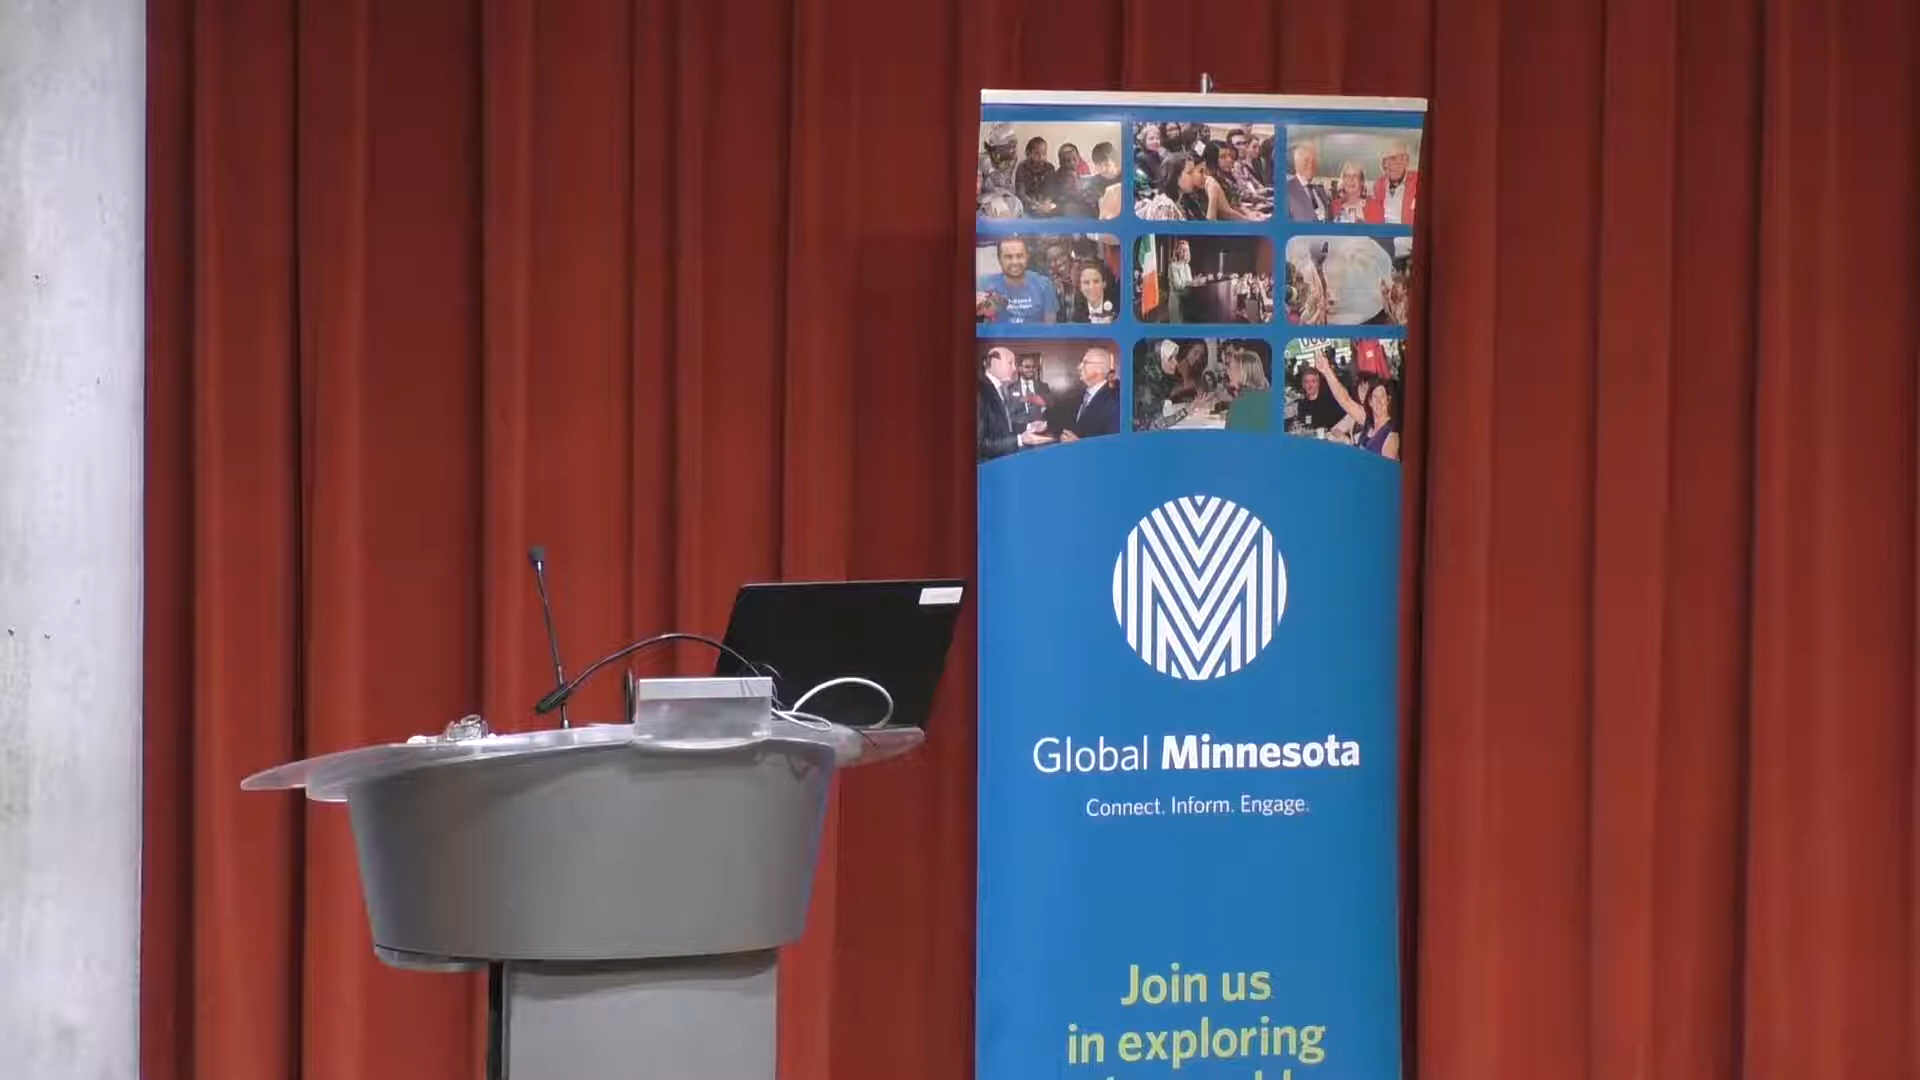 Global Minnesota
Connect. Inform. Engage.
Join us
in exploring